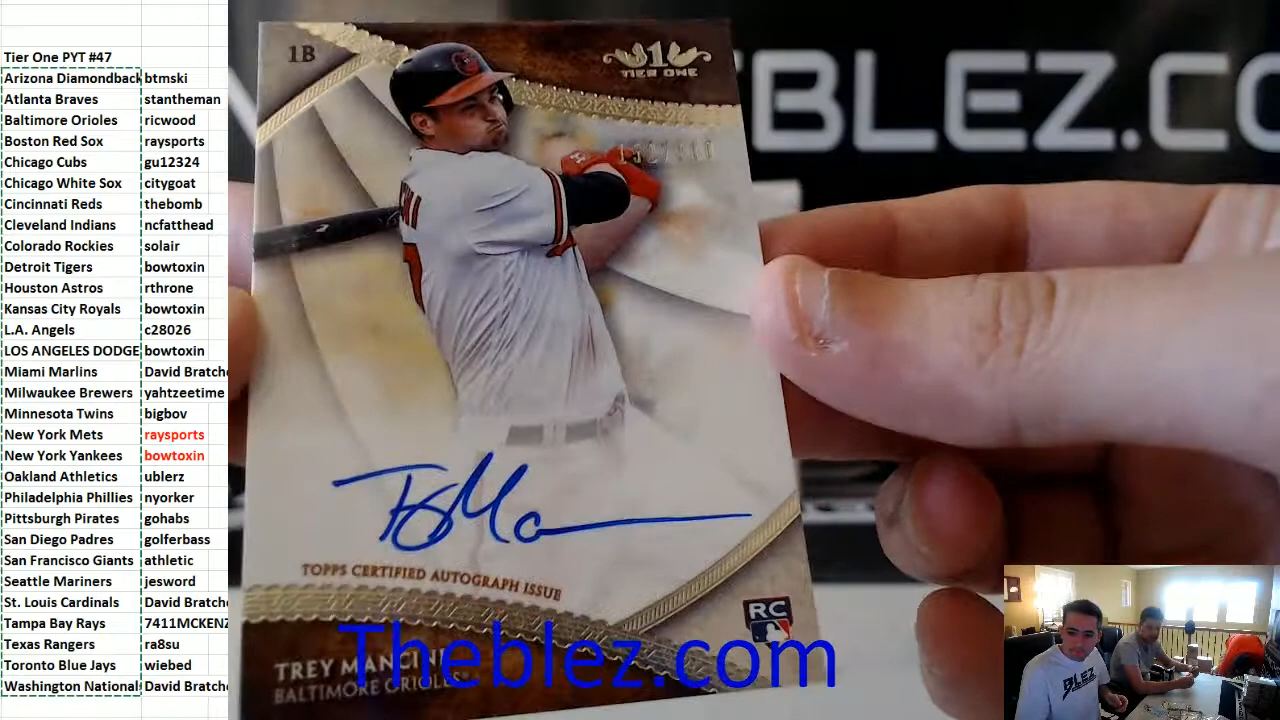 Tier One PYT #47
Arizona Diamondback btmski
Atlanta Braves stantheman
Baltimore Orioles ricwood
Boston Red Sox raysports
Chicago Cubs gu12324
Chicago White Sox citygoat
Cincinnati Reds thebomb
Cleveland Indians ncfatthead
Colorado Rockies solair
Detroit Tigers bowtoxin
Houston Astros rthrone
Kansas City Royals bowtoxin
L.A. Angels c28026
LOS ANGELES DODGE bowtoxin
Miami Marlins David Bratche
Milwaukee Brewers yahtzeetime
Minnesota Twins bigbov
New York Mets raysports
New York Yankees bowtoxin
Oakland Athletics ublerz
Philadelphia Phillies nyorker
Pittsburgh Pirates gohabs
San Diego Padres golferbass
San Francisco Giants athletic
Seattle Mariners jesword
St. Louis Cardinals David Bratche
Tampa Bay Rays 7411MCKENZ
Texas Rangers ra8su
Toronto Blue Jays wiebed
Washington National David Bratche
1B
1
TIER ONE
BLEZ.CO
TOPPS CERTIFIED AUTOGRAPH ISSUE
RC
TREY MANCINI
BALTIMORE ORIOLES
Theblez.com
BLEZ